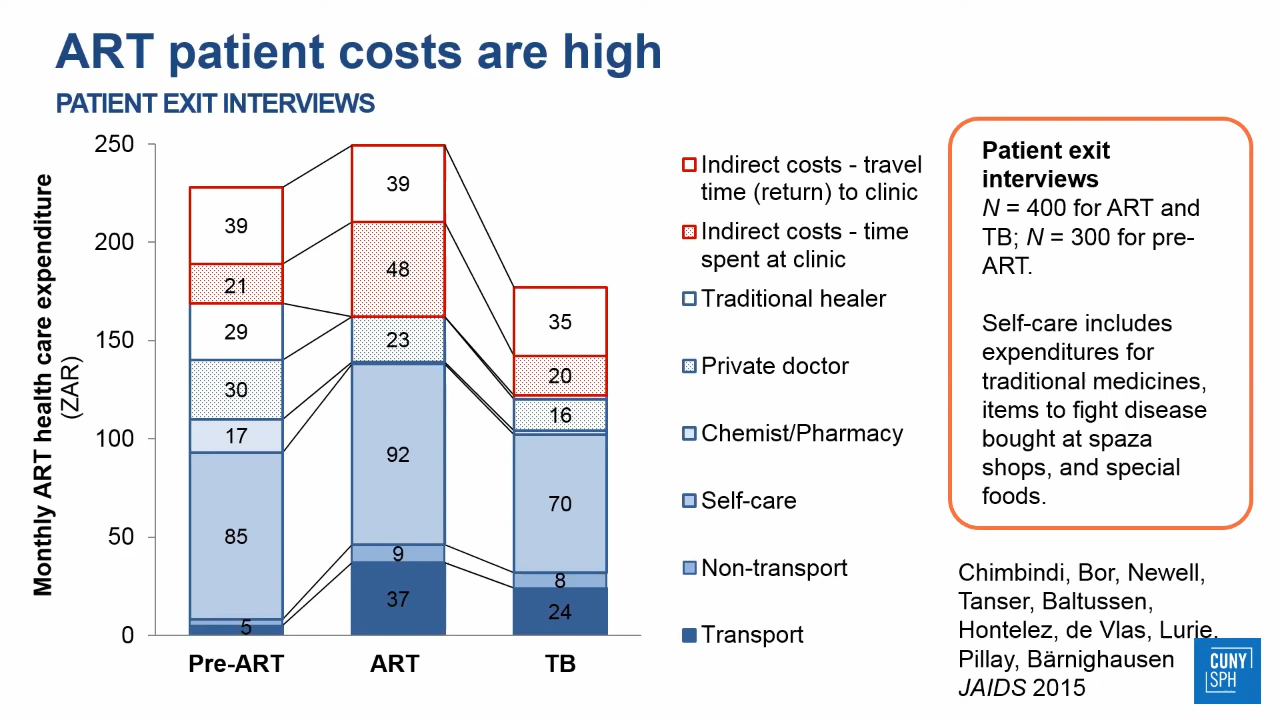 ART patient costs are high
PATIENT EXIT INTERVIEWS
Monthly ART health care expenditure
(ZAR)
250
200
150
100
50
0
39
21
29
30
17
85
5
39
48
23
92
9
37
35
20
16
70
8
24
Pre-ART
ART
TB
Indirect costs - travel
time (return) to clinic
Indirect costs - time
spent at clinic
Traditional healer
Private doctor
Chemist/Pharmacy
Self-care
Non-transport
Transport
Patient exit
interviews
N = 400 for ART and
TB; N = 300 for pre-
ART.
Self-care includes
expenditures for
traditional medicines,
items to fight disease
bought at spaza
shops, and special
foods.
Chimbindi, Bor, Newell,
Tanser, Baltussen,
Hontelez, de Vlas, Lurie,
Pillay, Bärnighausen
JAIDS 2015
CUNY
SPH